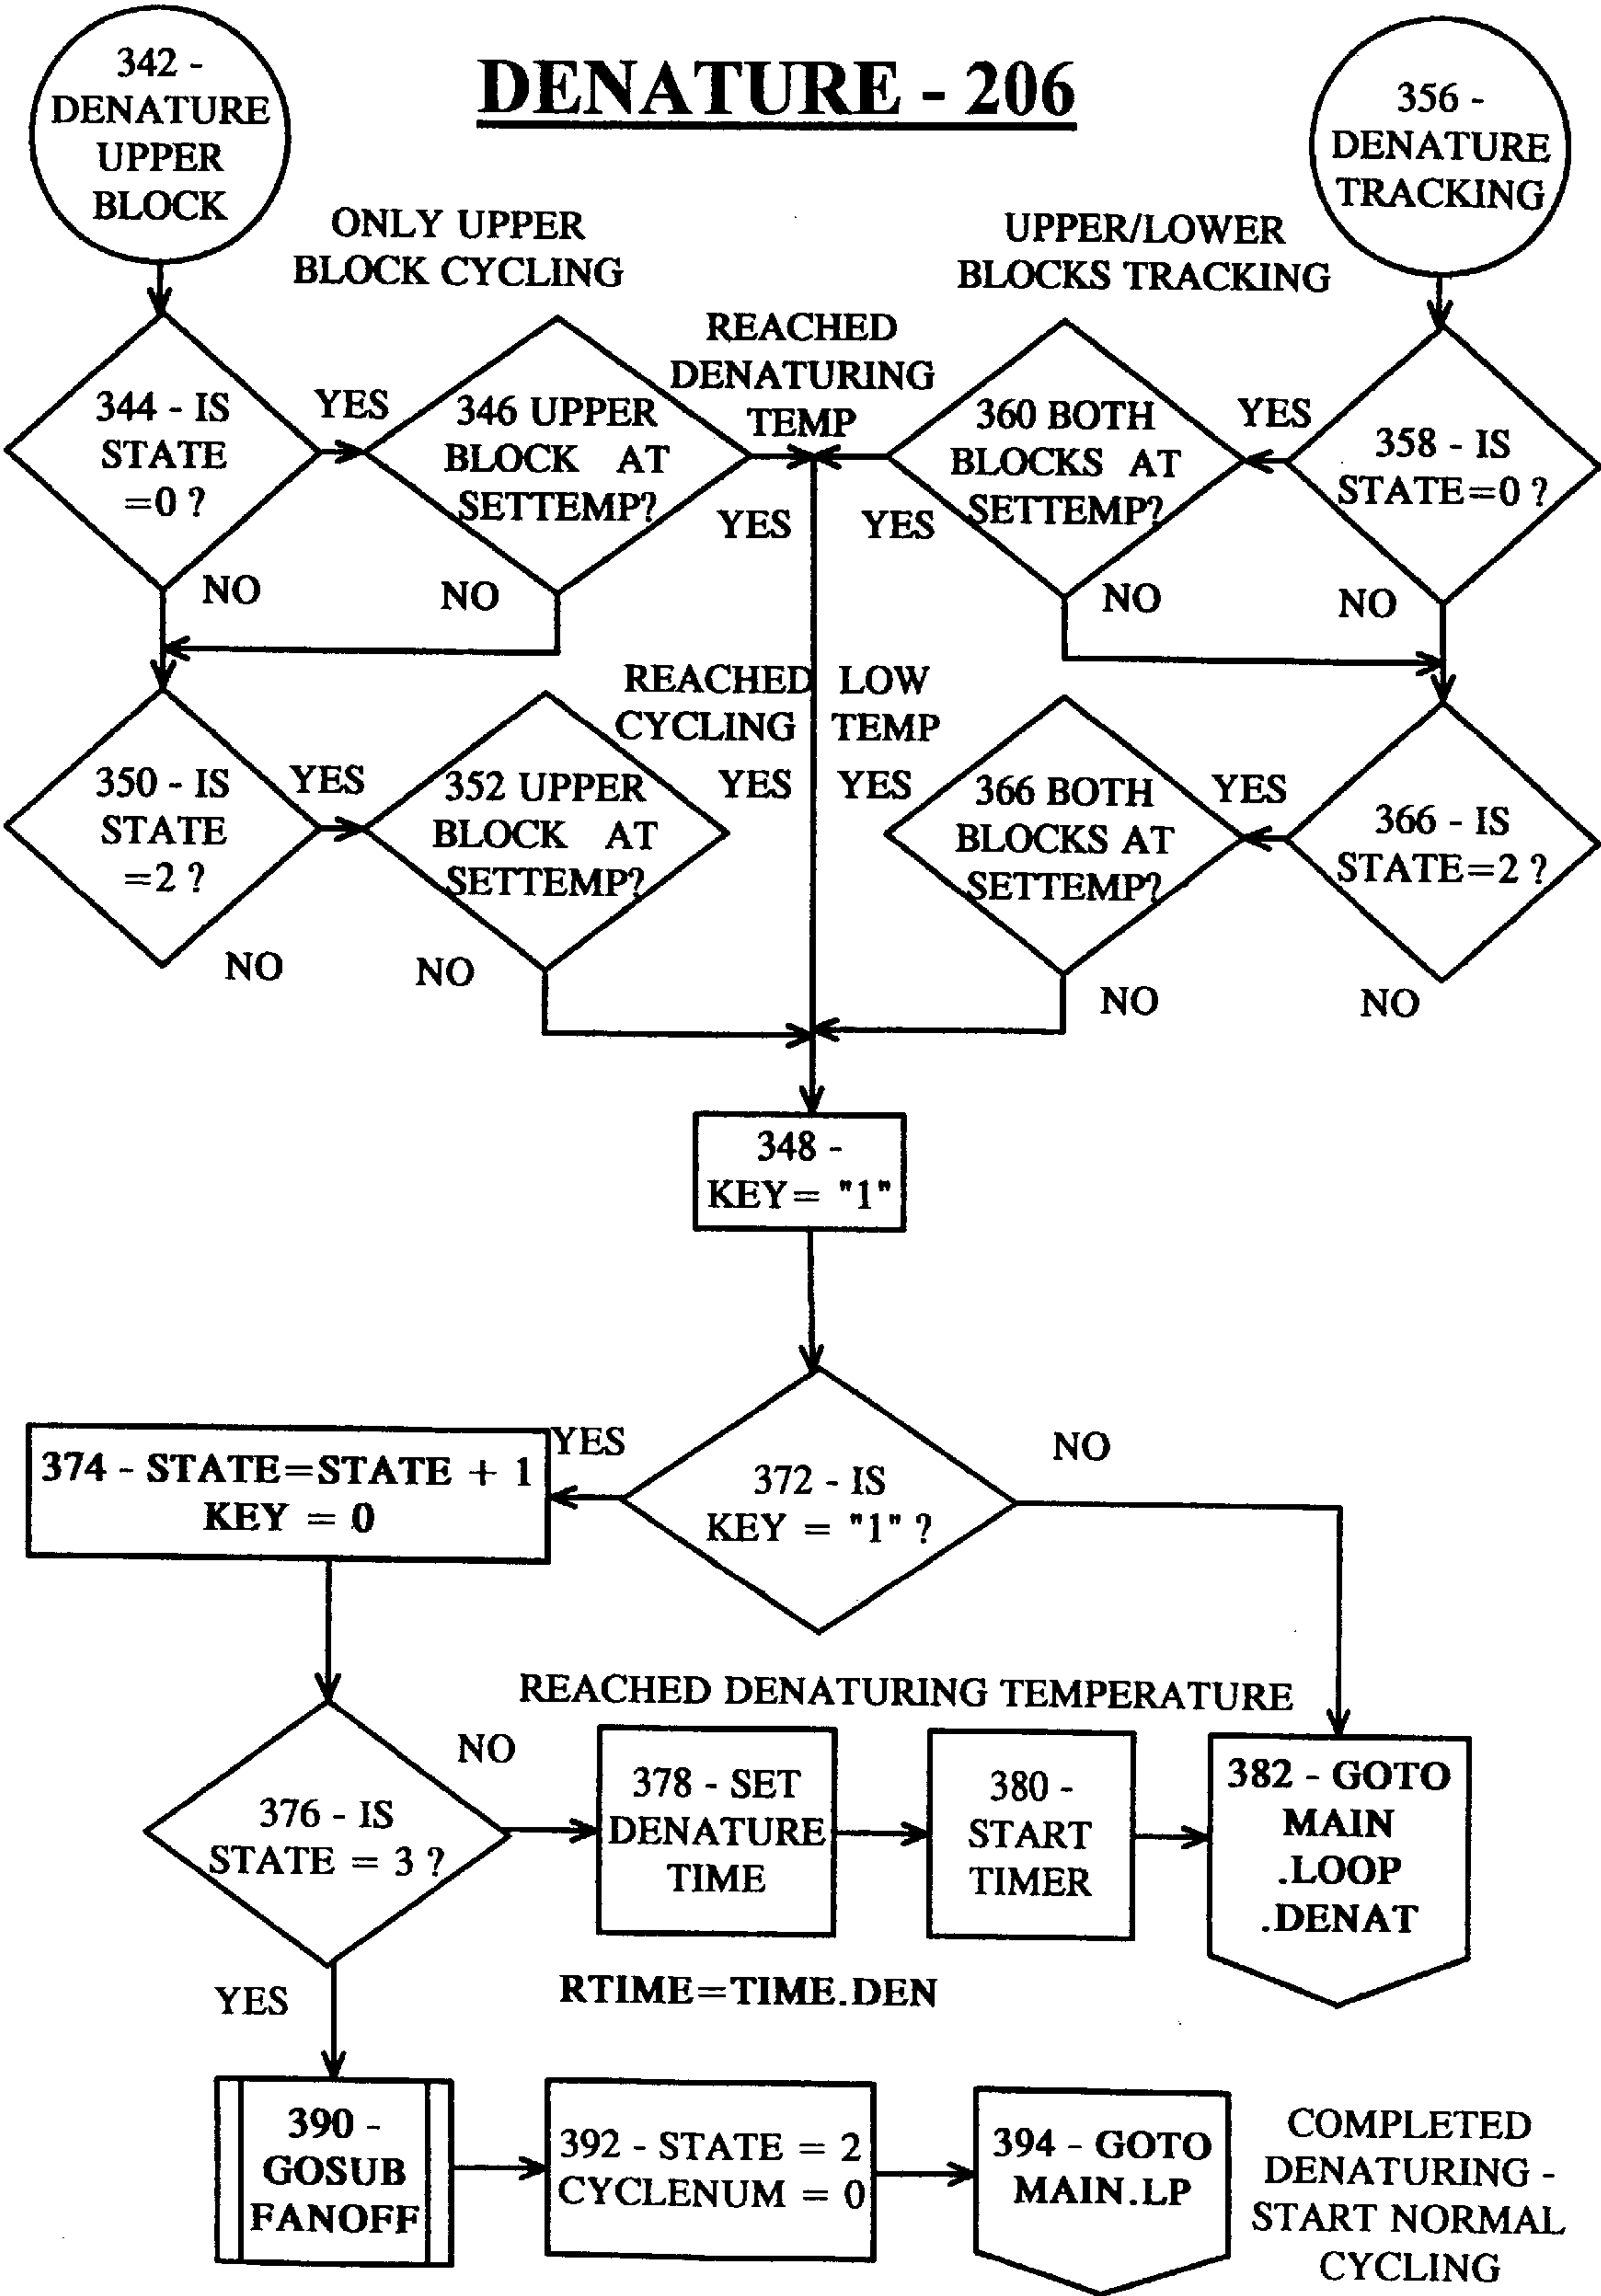 DENATURE - 206
342 -
DENATURE
UPPER
BLOCK
356 -
DENATURE
TRACKING
ONLY UPPER
BLOCK CYCLING
UPPER/LOWER
BLOCKS TRACKING
REACHED
DENATURING
TEMP
344 - IS
STATE
=0 ?
YES
346 UPPER
BLOCK AT
SETTEMP?
YES
360 BOTH
BLOCKS AT
SETTEMP?
YES
YES
358 - IS
STATE=0 ?
NO
NO
NO
NO
REACHED LOW
CYCLING TEMP
350 - IS
STATE
=2 ?
YES
352 UPPER
BLOCK AT
SETTEMP?
YES
YES
366 BOTH
BLOCKS AT
SETTEMP?
YES
366 - IS
STATE=2 ?
NO
NO
NO
NO
348 -
KEY= "1"
374 - STATE=STATE + 1
KEY = 0
YES
372 - IS
KEY = "1" ?
NO
REACHED DENATURING TEMPERATURE
376 - IS
STATE = 3 ?
NO
378 - SET
DENATURE
TIME
380 -
START
TIMER
382 - GOTO
MAIN
.LOOP
.DENAT
YES
RTIME=TIME.DEN
390 -
GOSUB
FANOFF
392 - STATE = 2
CYCLENUM = 0
394 - GOTO
MAIN.LP
COMPLETED
DENATURING -
START NORMAL
CYCLING